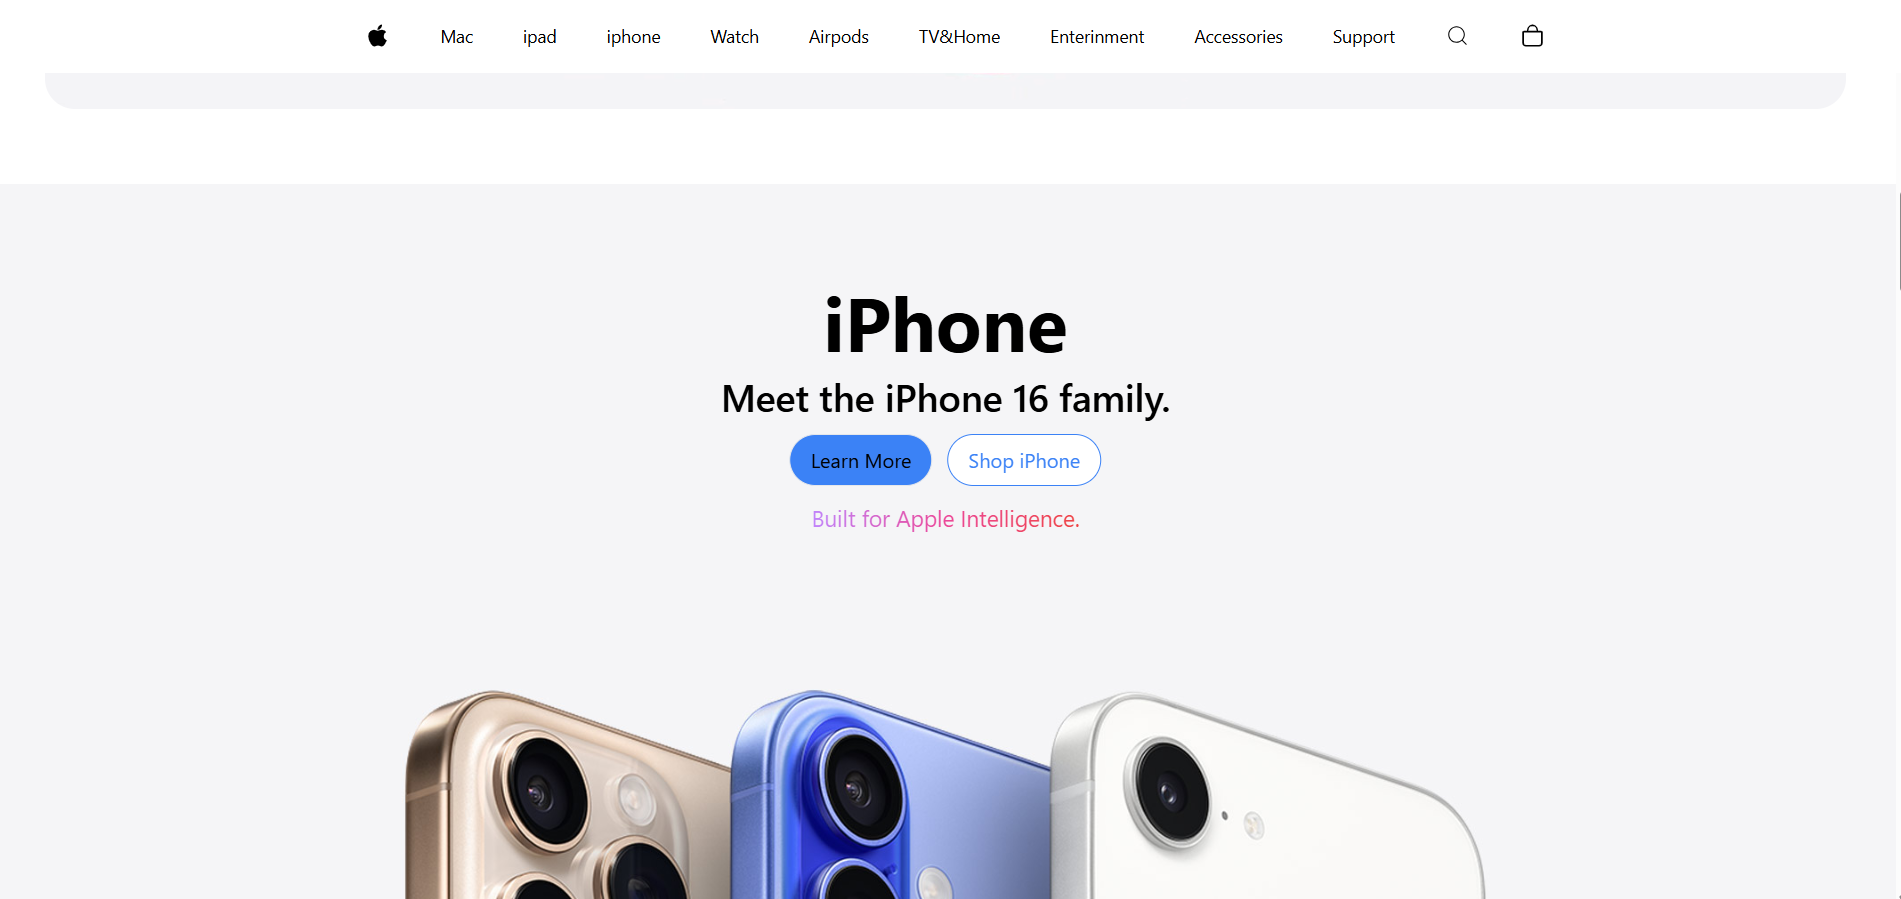 Mac ipad iphone Watch Airpods TV&Home Enterinment Accessories Support
iPhone
Meet the iPhone 16 family.
Learn More Shop iPhone
Built for Apple Intelligence.